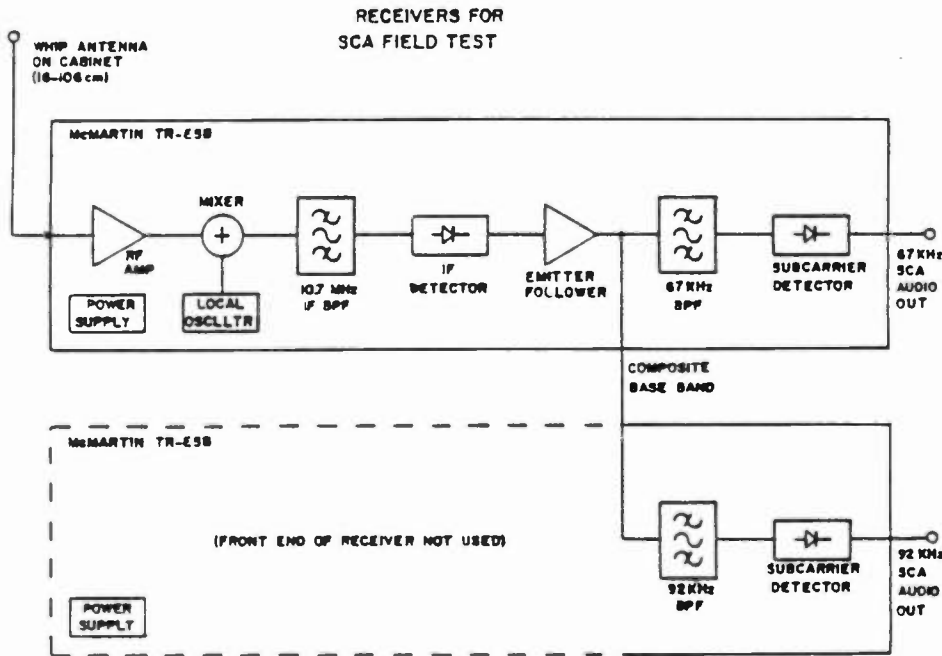 RECEIVERS FOR
SCA FIELD TEST
WHIP ANTENNA
ON CABINET
(16-106 cm)
McMARTIN TR-E5B
MIXER
RF
AMP
POWER
SUPPLY
LOCAL
OSCLLTR
10.7 MHz
IF BPF
IF
DETECTOR
EMITTER
FOLLOWER
67 KHz
BPF
SUBCARRIER
DETECTOR
67 KHz
SCA
AUDIO
OUT
COMPOSITE
BASE BAND
McMARTIN TR-E5B
(FRONT END OF RECEIVER NOT USED)
POWER
SUPPLY
92 KHz
BPF
SUBCARRIER
DETECTOR
92 KHz
SCA
AUDIO
OUT